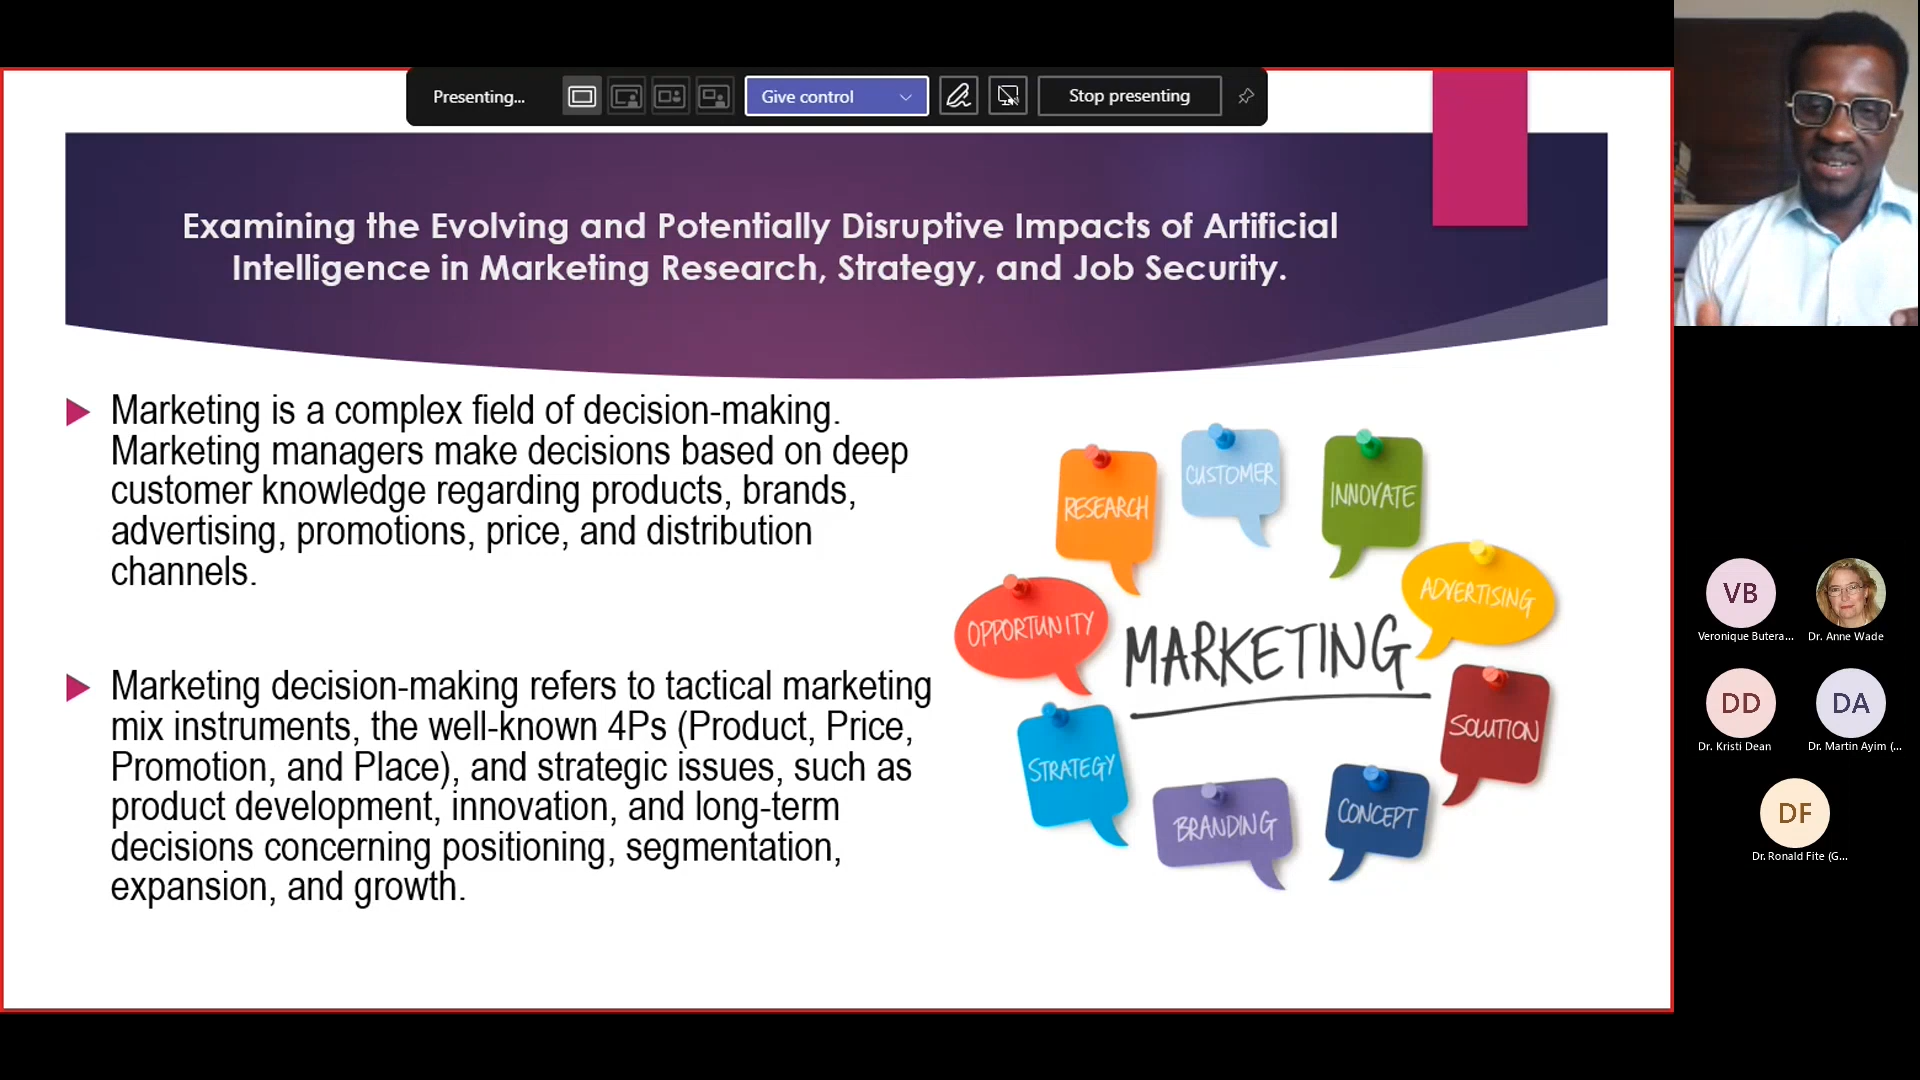 Presenting...
Give control
Stop presenting
Examining the Evolving and Potentially Disruptive Impacts of Artificial
Intelligence in Marketing Research, Strategy, and Job Security.
Marketing is a complex field of decision-making.
Marketing managers make decisions based on deep
customer knowledge regarding products, brands,
advertising, promotions, price, and distribution
channels.
Marketing decision-making refers to tactical marketing
mix instruments, the well-known 4Ps (Product, Price,
Promotion, and Place), and strategic issues, such as
product development, innovation, and long-term
decisions concerning positioning, segmentation,
expansion, and growth.
RESEARCH
CUSTOMER
INNOVATE
ADVERTISING
OPPORTUNITY
MARKETING
SOLUTION
STRATEGY
BRANDING
CONCEPT
VB
Veronique Butera...
Dr. Anne Wade
DD
Dr. Kristi Dean
DA
Dr. Martin Ayim (...
DF
Dr. Ronald Fite (G...